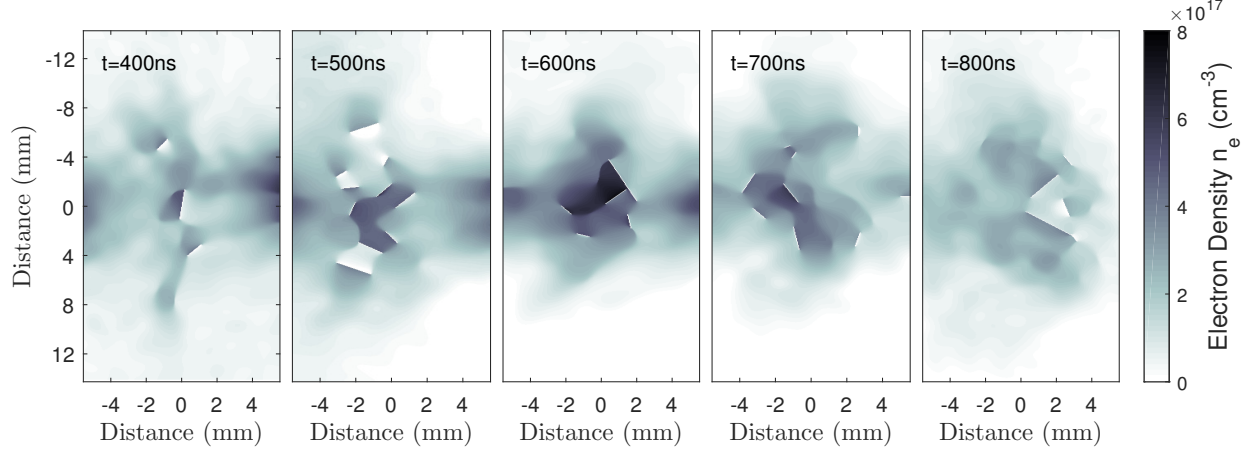 ×10¹⁷
t=400ns
t=500ns
t=600ns
t=700ns
t=800ns
-12
-8
-4
0
4
8
12
Distance (mm)
-4 -2 0 2 4
-4 -2 0 2 4
-4 -2 0 2 4
-4 -2 0 2 4
-4 -2 0 2 4
Distance (mm)
Distance (mm)
Distance (mm)
Distance (mm)
Distance (mm)
8
6
4
2
0
Electron Density nₑ (cm⁻³)